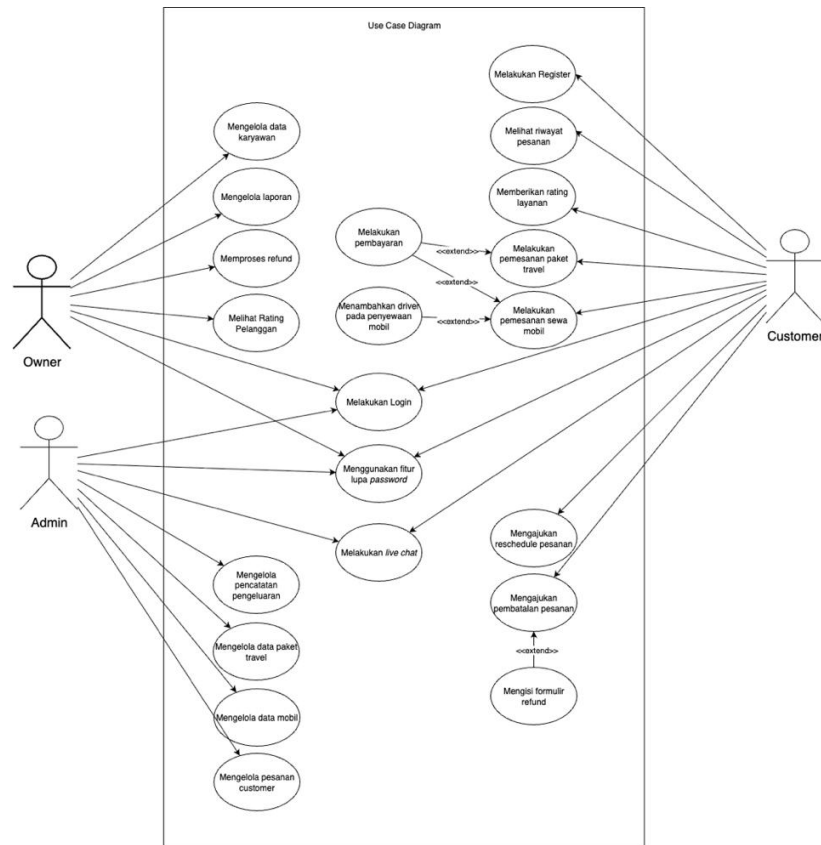 Use Case Diagram
Melakukan Register
Mengelola data
karyawan
Melihat riwayat
pesanan
Mengelola laporan
Memberikan rating
layanan
Melakukan
pembayaran
<<extend>>
Melakukan
pemesanan paket
travel
Memproses refund
<<extend>>
Melihat Rating
Pelanggan
Menambahkan driver
pada penyewaan
mobil
<<extend>>
Melakukan
pemesanan sewa
mobil
Owner
Customer
Melakukan Login
Menggunakan fitur
lupa password
Admin
Melakukan live chat
Mengajukan
reschedule pesanan
Mengelola
pencatatan
pengeluaran
Mengajukan
pembatalan pesanan
Mengelola data paket
travel
<<extend>>
Mengisi formulir
refund
Mengelola data mobil
Mengelola pesanan
customer